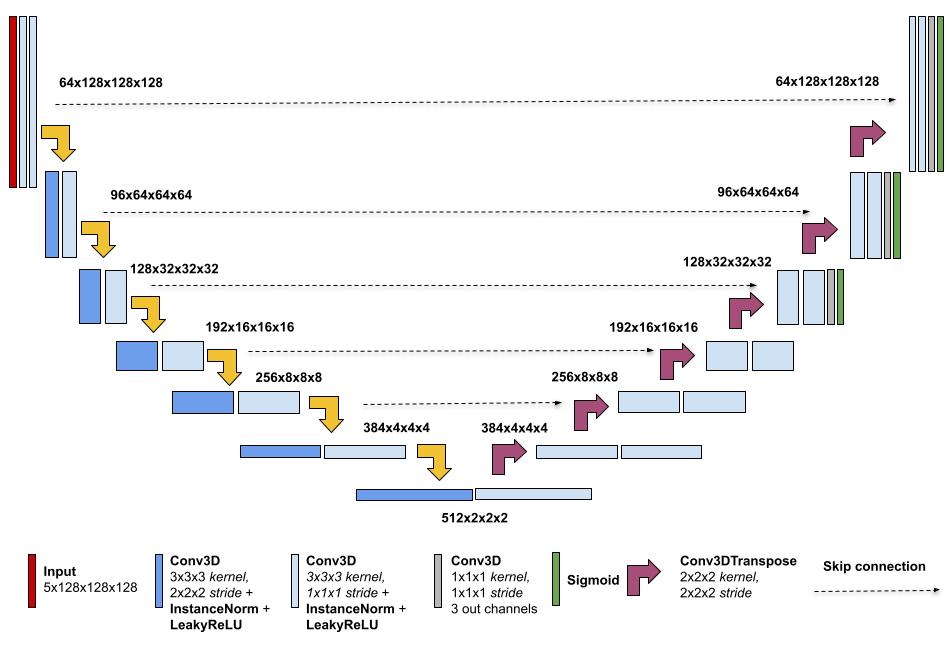 64x128x128x128
64x128x128x128
96x64x64x64
96x64x64x64
128x32x32x32
128x32x32x32
192x16x16x16
192x16x16x16
256x8x8x8
256x8x8x8
384x4x4x4
384x4x4x4
512x2x2x2
Input
5x128x128x128
Conv3D
3x3x3 kernel,
2x2x2 stride +
InstanceNorm +
LeakyReLU
Conv3D
3x3x3 kernel,
1x1x1 stride +
InstanceNorm +
LeakyReLU
Conv3D
1x1x1 kernel,
1x1x1 stride
3 out channels
Sigmoid
Conv3DTranspose
2x2x2 kernel,
2x2x2 stride
Skip connection